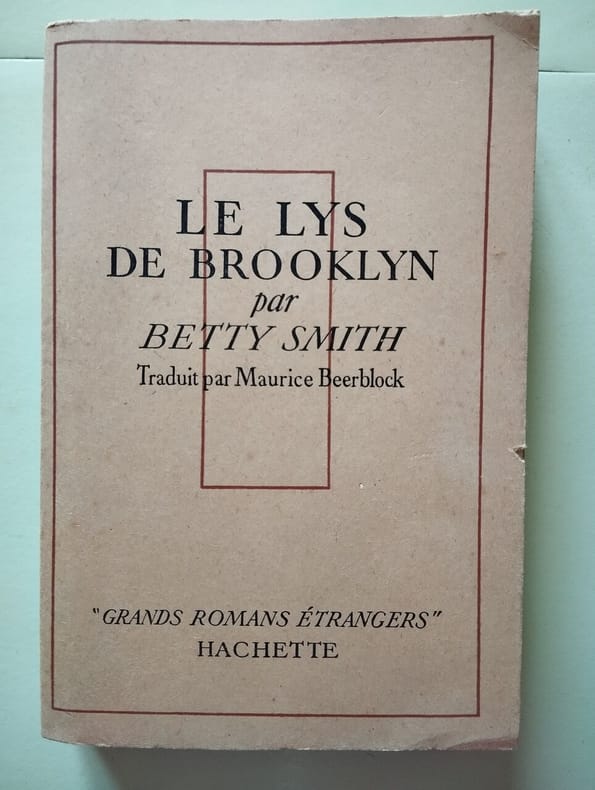 LE LYS
DE BROOKLYN
par
BETTY SMITH
Traduit par Maurice Beerblock
"GRANDS ROMANS ÉTRANGERS"
HACHETTE